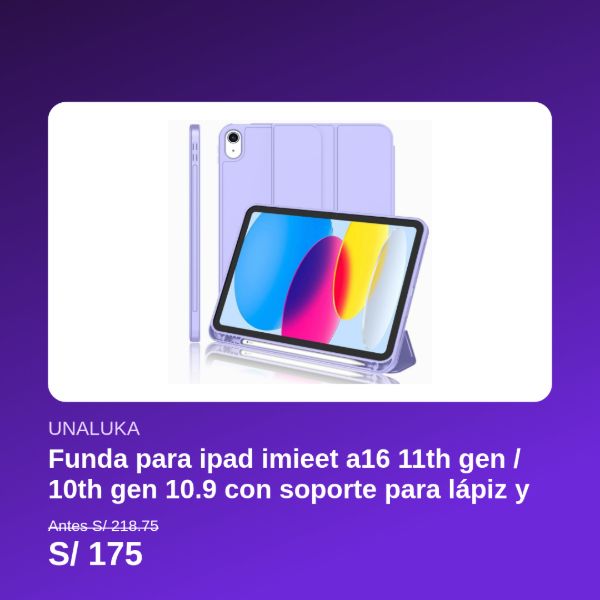 UNALUKA
Funda para ipad imieet a16 11th gen /
10th gen 10.9 con soporte para lápiz y
Antes S/ 218.75
S/ 175